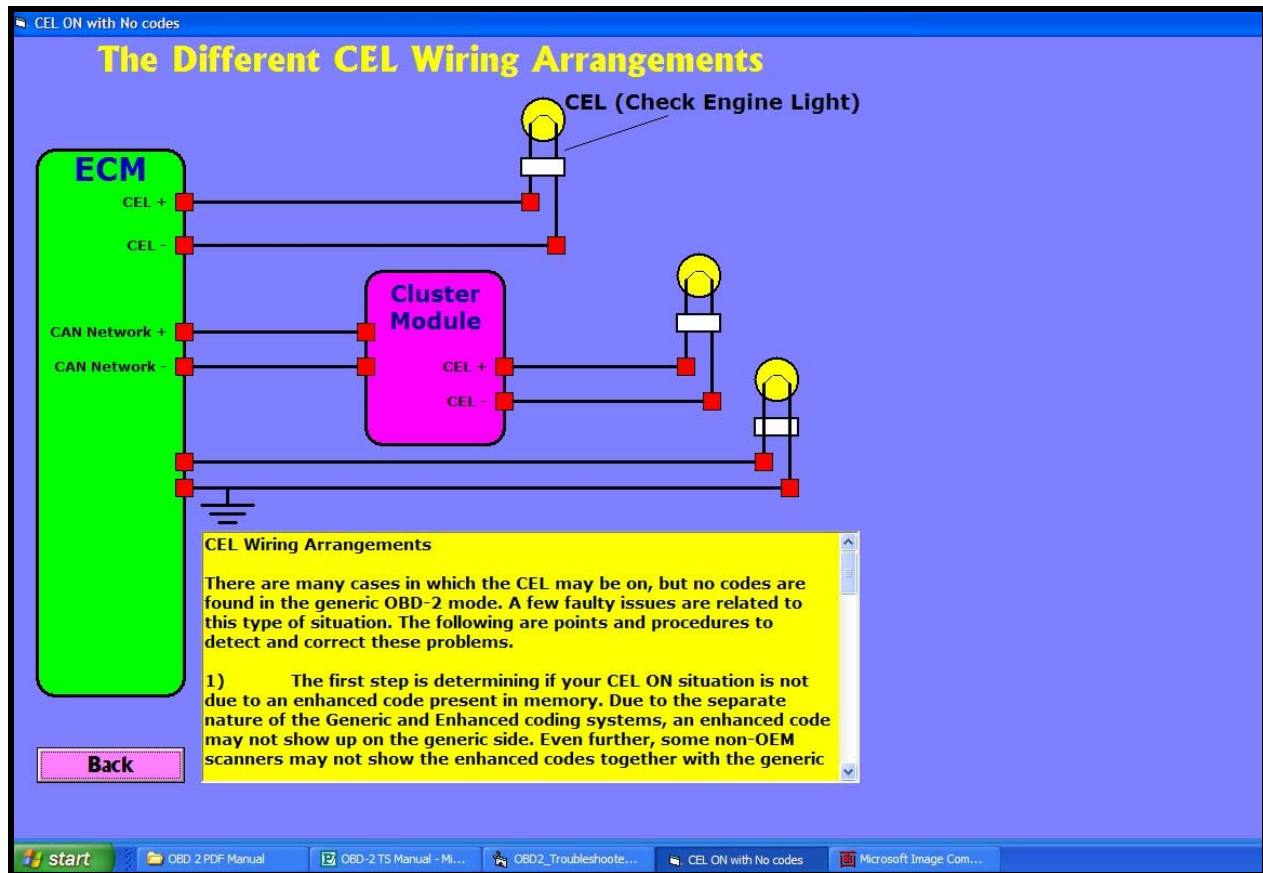 CEL ON with No codes
The Different CEL Wiring Arrangements
CEL (Check Engine Light)
ECM
CEL +
CEL -
Cluster
Module
CAN Network +
CAN Network -
CEL +
CEL -
CEL Wiring Arrangements
There are many cases in which the CEL may be on, but no codes are
found in the generic OBD-2 mode. A few faulty issues are related to
this type of situation. The following are points and procedures to
detect and correct these problems.
1) The first step is determining if your CEL ON situation is not
due to an enhanced code present in memory. Due to the separate
nature of the Generic and Enhanced coding systems, an enhanced code
may not show up on the generic side. Even further, some non-OEM
scanners may not show the enhanced codes together with the generic
Back
start
OBD 2 PDF Manual
OBD-2 TS Manual - Mi...
OBD2_Troubleshoote...
CEL ON with No codes
Microsoft Image Com...